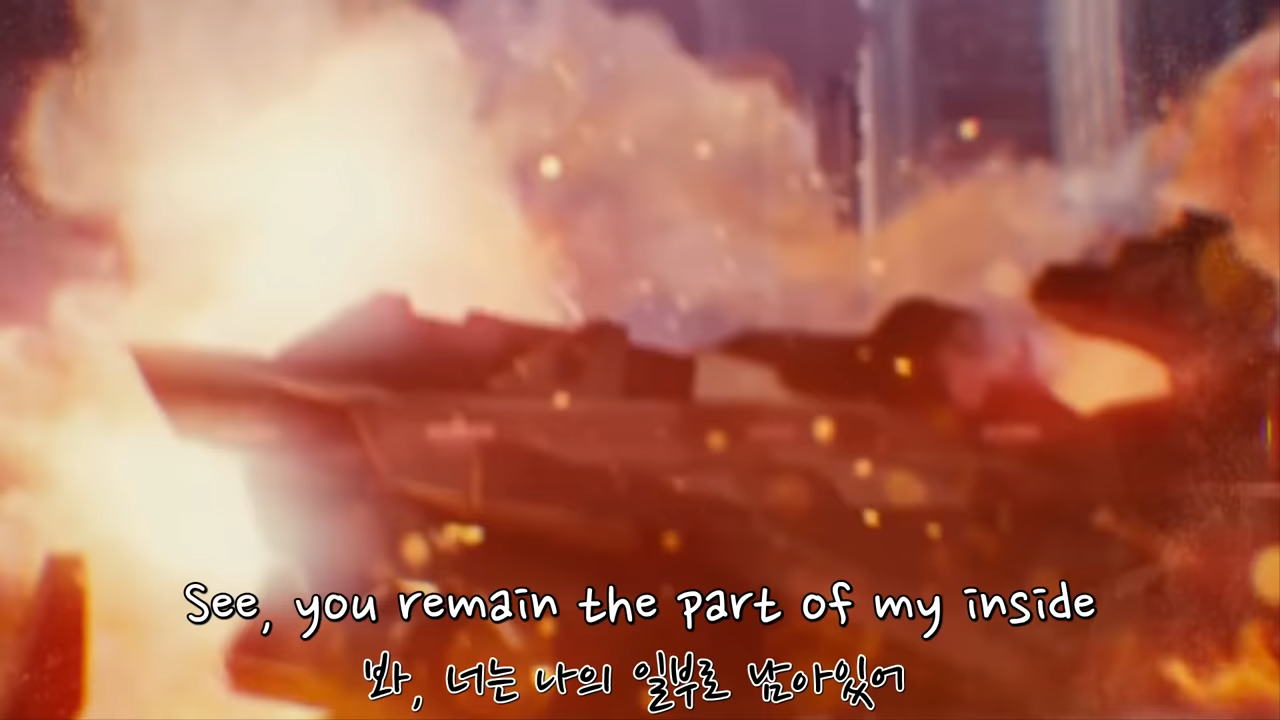 See, you remain the part of my inside
봐, 너는 나의 일부로 남아있어